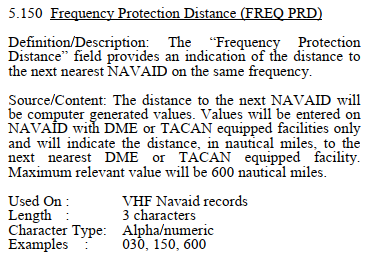 5.150 Frequency Protection Distance (FREQ PRD)
Definition/Description: The “Frequency Protection
Distance” field provides an indication of the distance to
the next nearest NAVAID on the same frequency.
Source/Content: The distance to the next NAVAID will
be computer generated values. Values will be entered on
NAVAID with DME or TACAN equipped facilities only
and will indicate the distance, in nautical miles, to the
next nearest DME or TACAN equipped facility.
Maximum relevant value will be 600 nautical miles.
Used On : VHF Navaid records
Length : 3 characters
Character Type: Alpha/numeric
Examples : 030, 150, 600